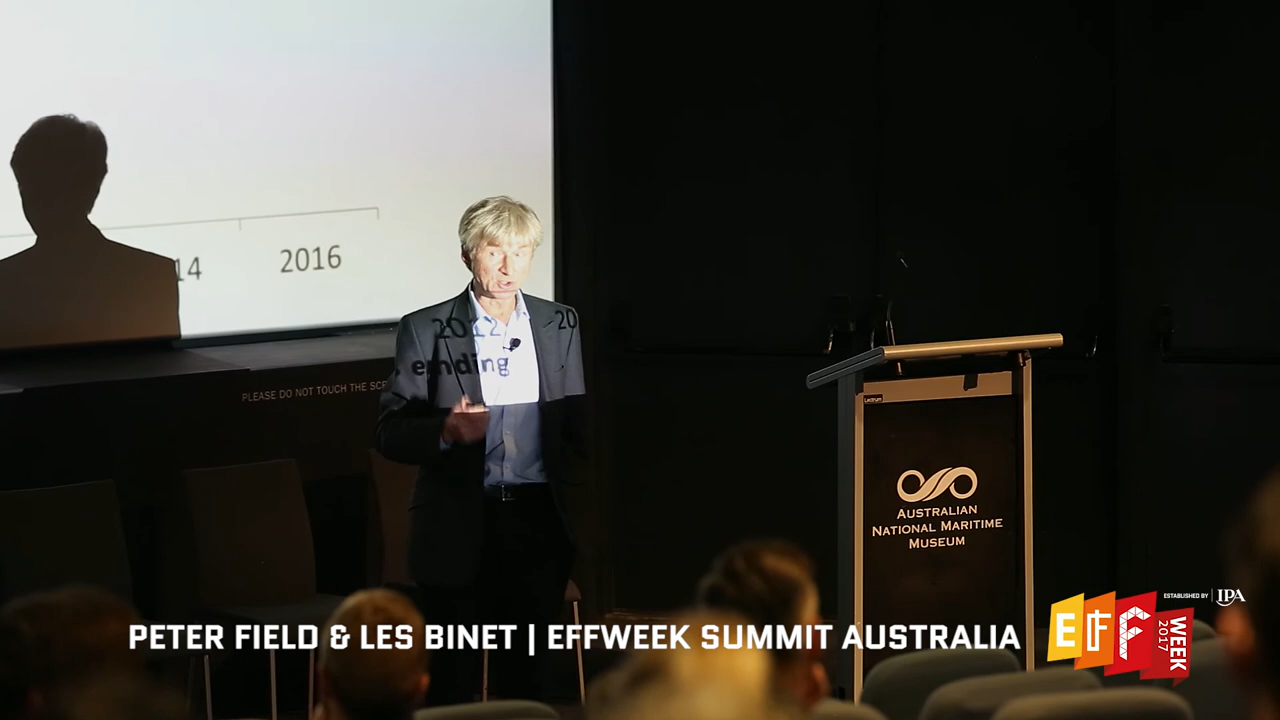 14 2016
2012 20
ending
PLEASE DO NOT TOUCH THE
Lectrum
AUSTRALIAN
NATIONAL MARITIME
MUSEUM
ESTABLISHED BY | IPA
EFF
WEEK
2017
PETER FIELD & LES BINET | EFFWEEK SUMMIT AUSTRALIA